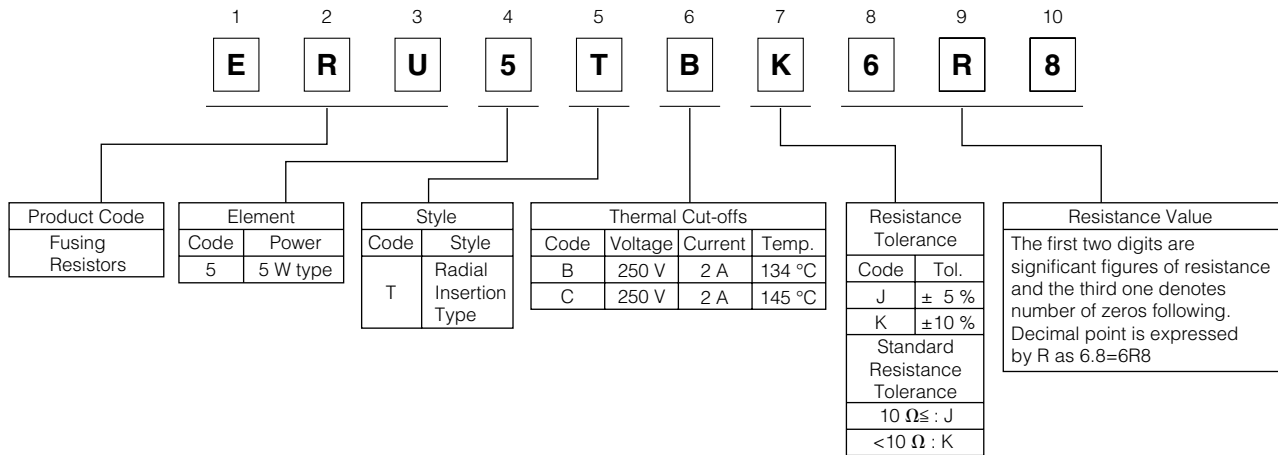 1 2 3 4 5 6 7 8 9 10
E R U 5 T B K 6 R 8
Product Code
Fusing
Resistors
Element
Code Power
5 5 W type
Style
Code Style
T Radial
Insertion
Type
Thermal Cut-offs
Code Voltage Current Temp.
B 250 V 2 A 134 °C
C 250 V 2 A 145 °C
Resistance
Tolerance
Code Tol.
J ± 5 %
K ±10 %
Standard
Resistance
Tolerance
10 Ω≦ : J
<10 Ω : K
Resistance Value
The first two digits are
significant figures of resistance
and the third one denotes
number of zeros following.
Decimal point is expressed
by R as 6.8=6R8